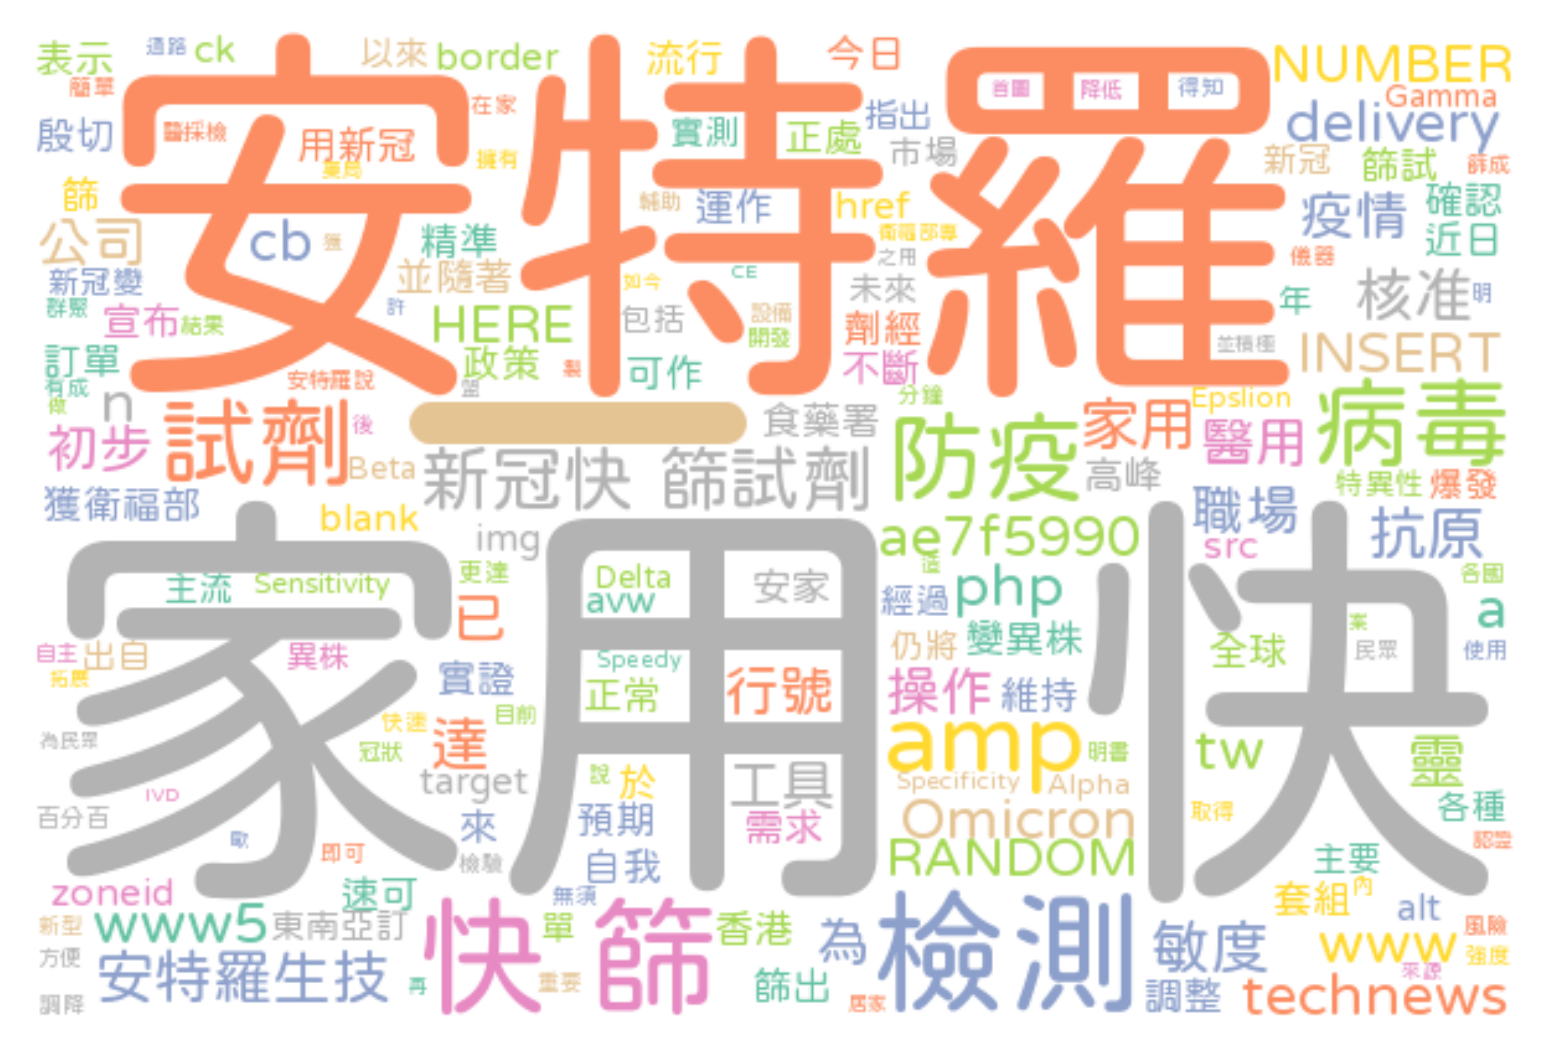 表示
通路
ck
以來
border
流行
今日
NUMBER
簡單
在家
首圖
降低
得知
Gamma
殷切
醫採檢
用新冠
藥局
擁有
實測
正處
指出
市場
delivery
新冠
篩試
篩成
安特羅
篩
公司
cb
獲
精準
輔助
運作
href
衛福部專
之用
疫情
確認
近日
儀器
新冠變
並隨著
如今
CE
未來
核准
明
年
群聚
宣布
結果
許
HERE
包括
設備
開發
劑經
並積極
INSERT
訂單
政策
製
可作
不斷
有成
安特羅說
盟
做
n
分鐘
Epslion
初步
試劑
後
食藥署
防疫
家用
醫用
病毒
Beta
新冠快 篩試劑
高峰
特異性
爆發
獲衛福部
blank
img
ae7f5990
職場
src
抗原
家用快
主流
Sensitivity
更達
Delta
avw
安家
造
經過
php
各國
a
已
自主
出自
異株
Speedy
仍將
變異株
全球
業
民眾
使用
拓展
實證
正常
行號
操作
維持
為民眾
快速
冠狀
目前
達
amp
明書
tw
靈
target
說
於
工具
Specificity
Alpha
IVD
百分百
來
預期
需求
Omicron
取得
各種
歐
即可
檢驗
自我
RANDOM
主要
認證
zoneid
速可
無須
套組
內
alt
新型
www5
東南亞訂
快篩
單
香港
為
檢測
敏度
www
風險
強度
方便
安特羅生技
再
重要
篩出
來源
調降
居家
調整
technews